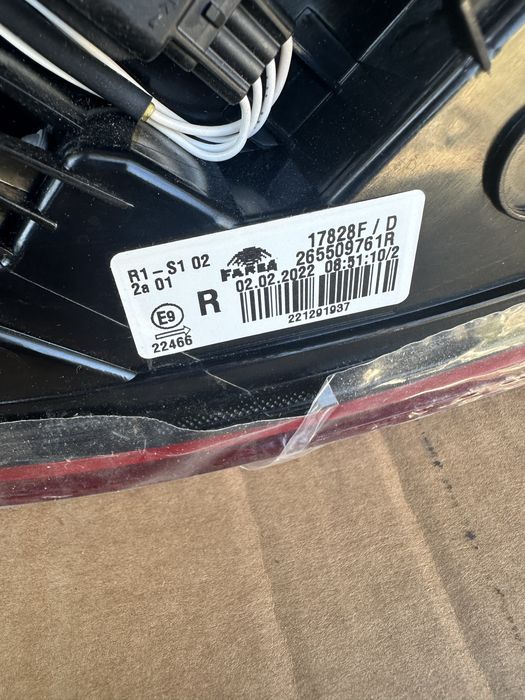 R1-S1 02
2a 01
E9
22466
FARBA
R
17828F / D
265509761R
02.02.2022 08:51:10/2
221291937